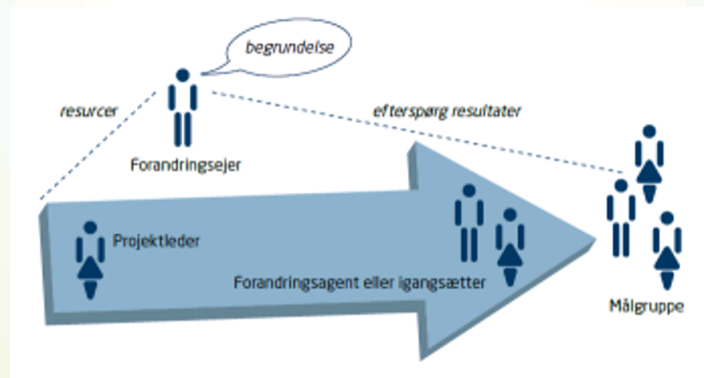 begrundelse
resurcer
efterspørg resultater
Forandringsejer
Projektleder
Forandringsagent eller igangsætter
Målgruppe